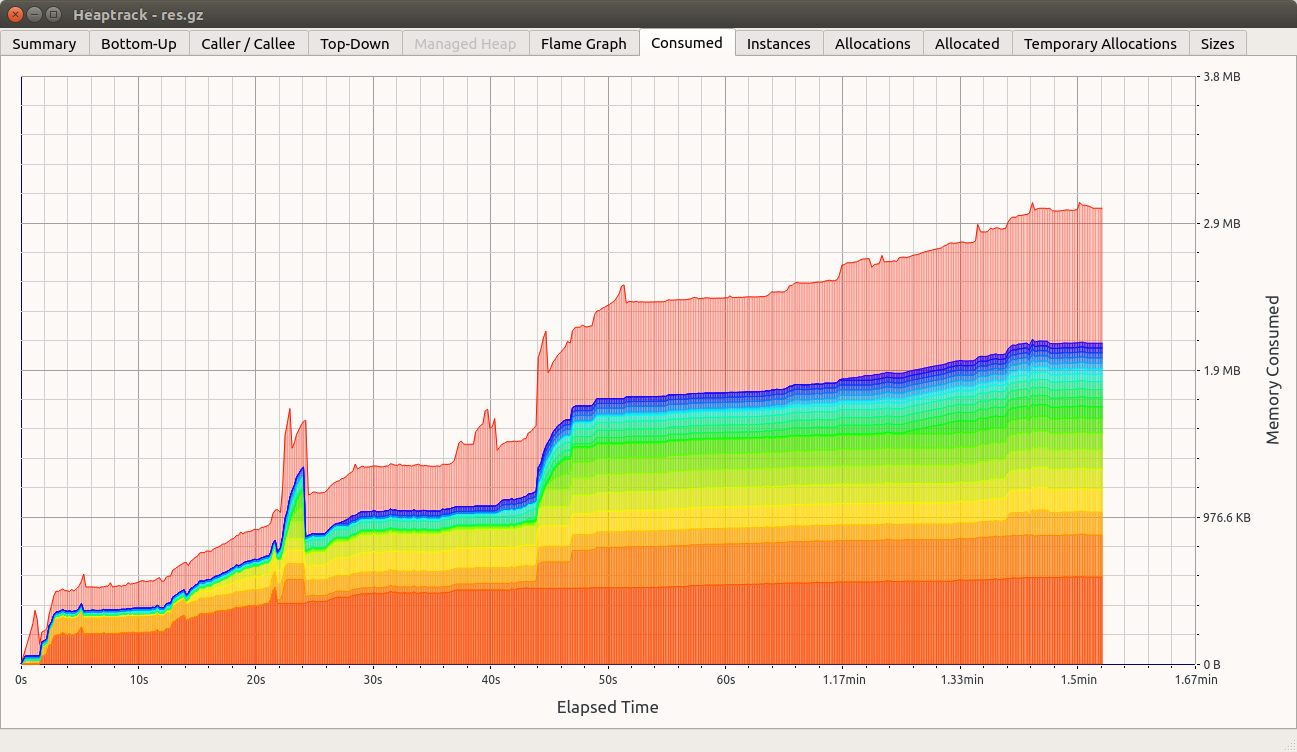 Heaptrack - res.gz
Summary Bottom-Up Caller / Callee Top-Down Managed Heap Flame Graph Consumed Instances Allocations Allocated Temporary Allocations Sizes
3.8 MB
2.9 MB
1.9 MB
976.6 KB
0 B
Memory Consumed
0s 10s 20s 30s 40s 50s 60s 1.17min 1.33min 1.5min 1.67min
Elapsed Time